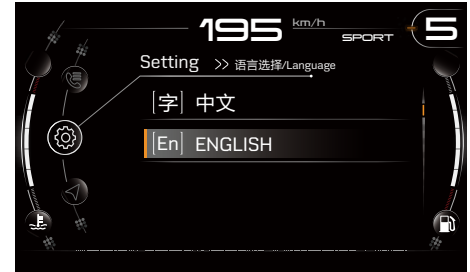 195 km/h SPORT 5
Setting >> 语言选择/Language
[字] 中文
[En] ENGLISH